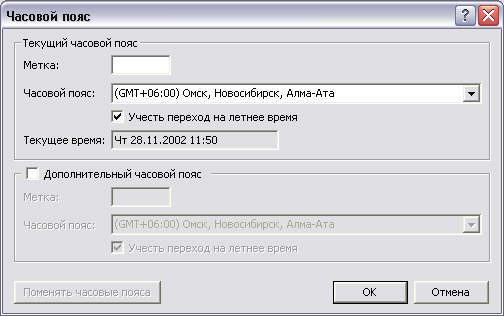 Часовой пояс
Текущий часовой пояс
Метка:
Часовой пояс: (GMT+06:00) Омск, Новосибирск, Алма-Ата
Учесть переход на летнее время
Текущее время: Чт 28.11.2002 11:50
Дополнительный часовой пояс
Метка:
Часовой пояс: (GMT+06:00) Омск, Новосибирск, Алма-Ата
Учесть переход на летнее время
Поменять часовые пояса ОК Отмена